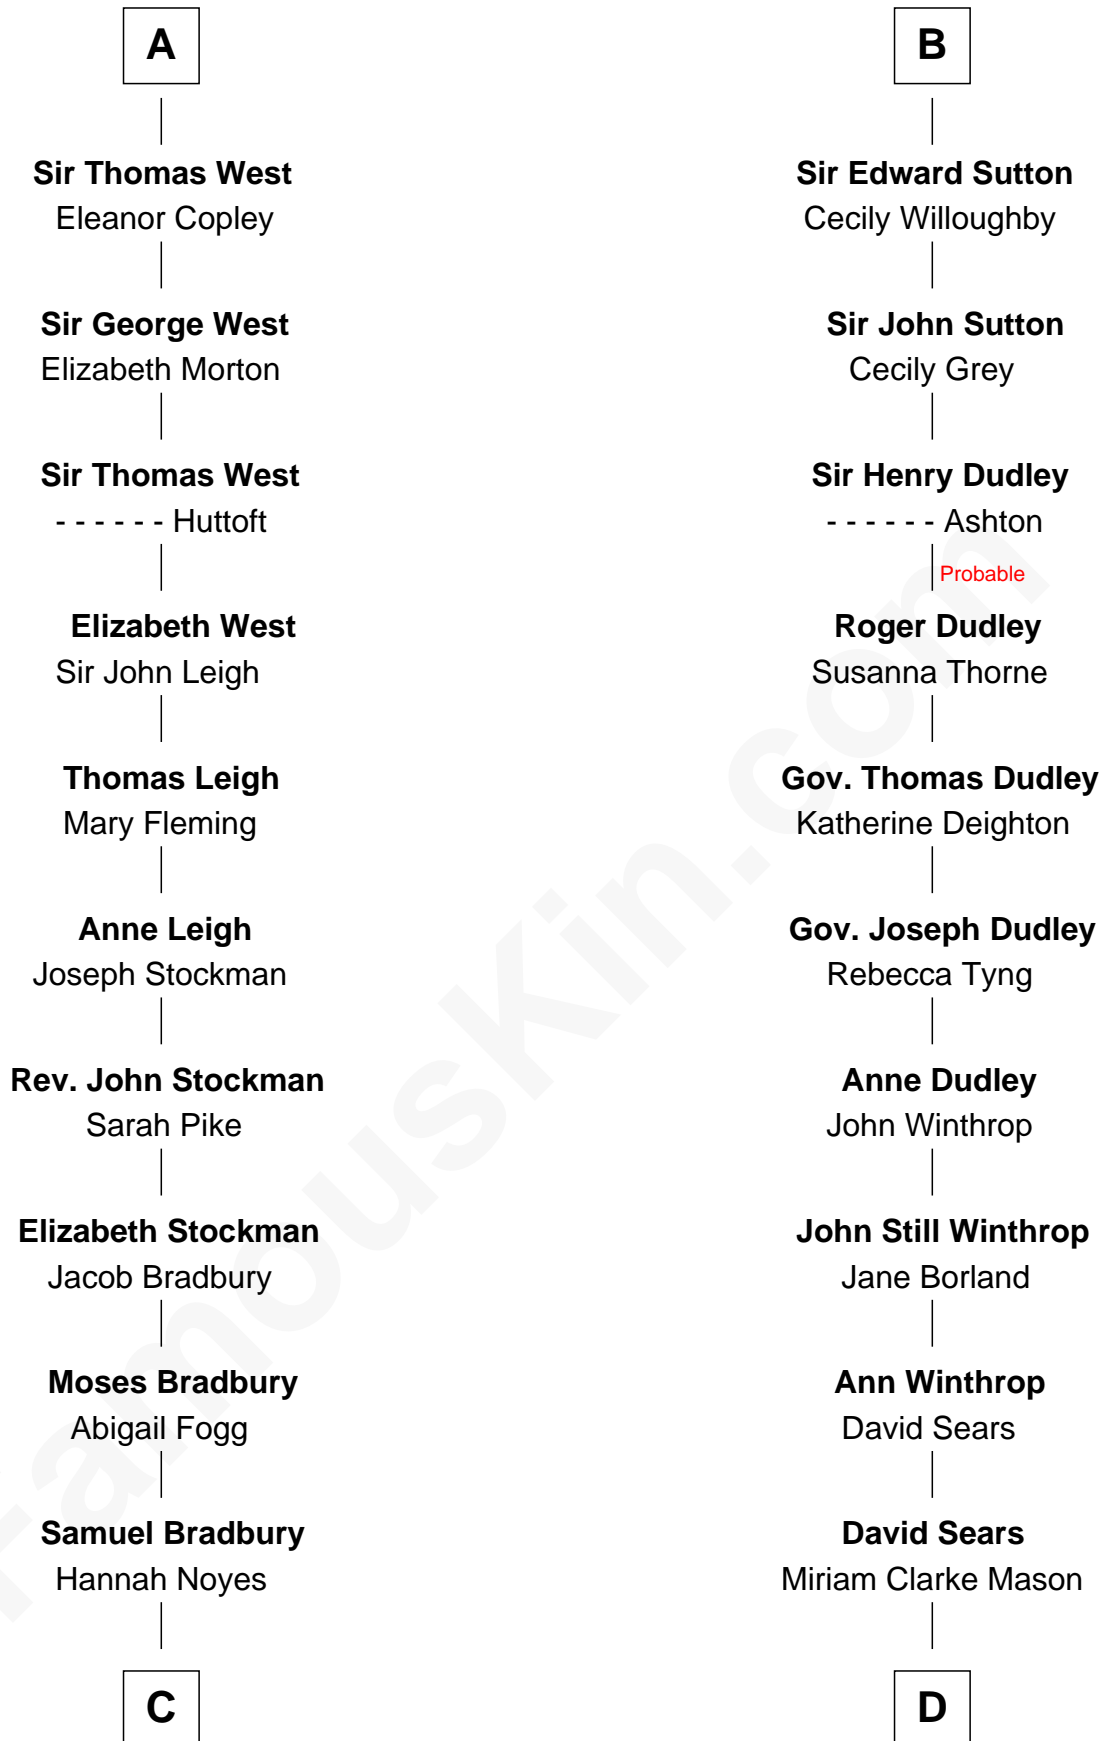 A
Sir Thomas West
Eleanor Copley
Sir George West
Elizabeth Morton
Sir Thomas West
- - - - - - Huttoft
Elizabeth West
Sir John Leigh
Thomas Leigh
Mary Fleming
Anne Leigh
Joseph Stockman
Rev. John Stockman
Sarah Pike
Elizabeth Stockman
Jacob Bradbury
Moses Bradbury
Abigail Fogg
Samuel Bradbury
Hannah Noyes
C
B
Sir Edward Sutton
Cecily Willoughby
Sir John Sutton
Cecily Grey
Sir Henry Dudley
- - - - - - Ashton
Probable
Roger Dudley
Susanna Thorne
Gov. Thomas Dudley
Katherine Deighton
Gov. Joseph Dudley
Rebecca Tyng
Anne Dudley
John Winthrop
John Still Winthrop
Jane Borland
Ann Winthrop
David Sears
David Sears
Miriam Clarke Mason
D
FamousKin.com